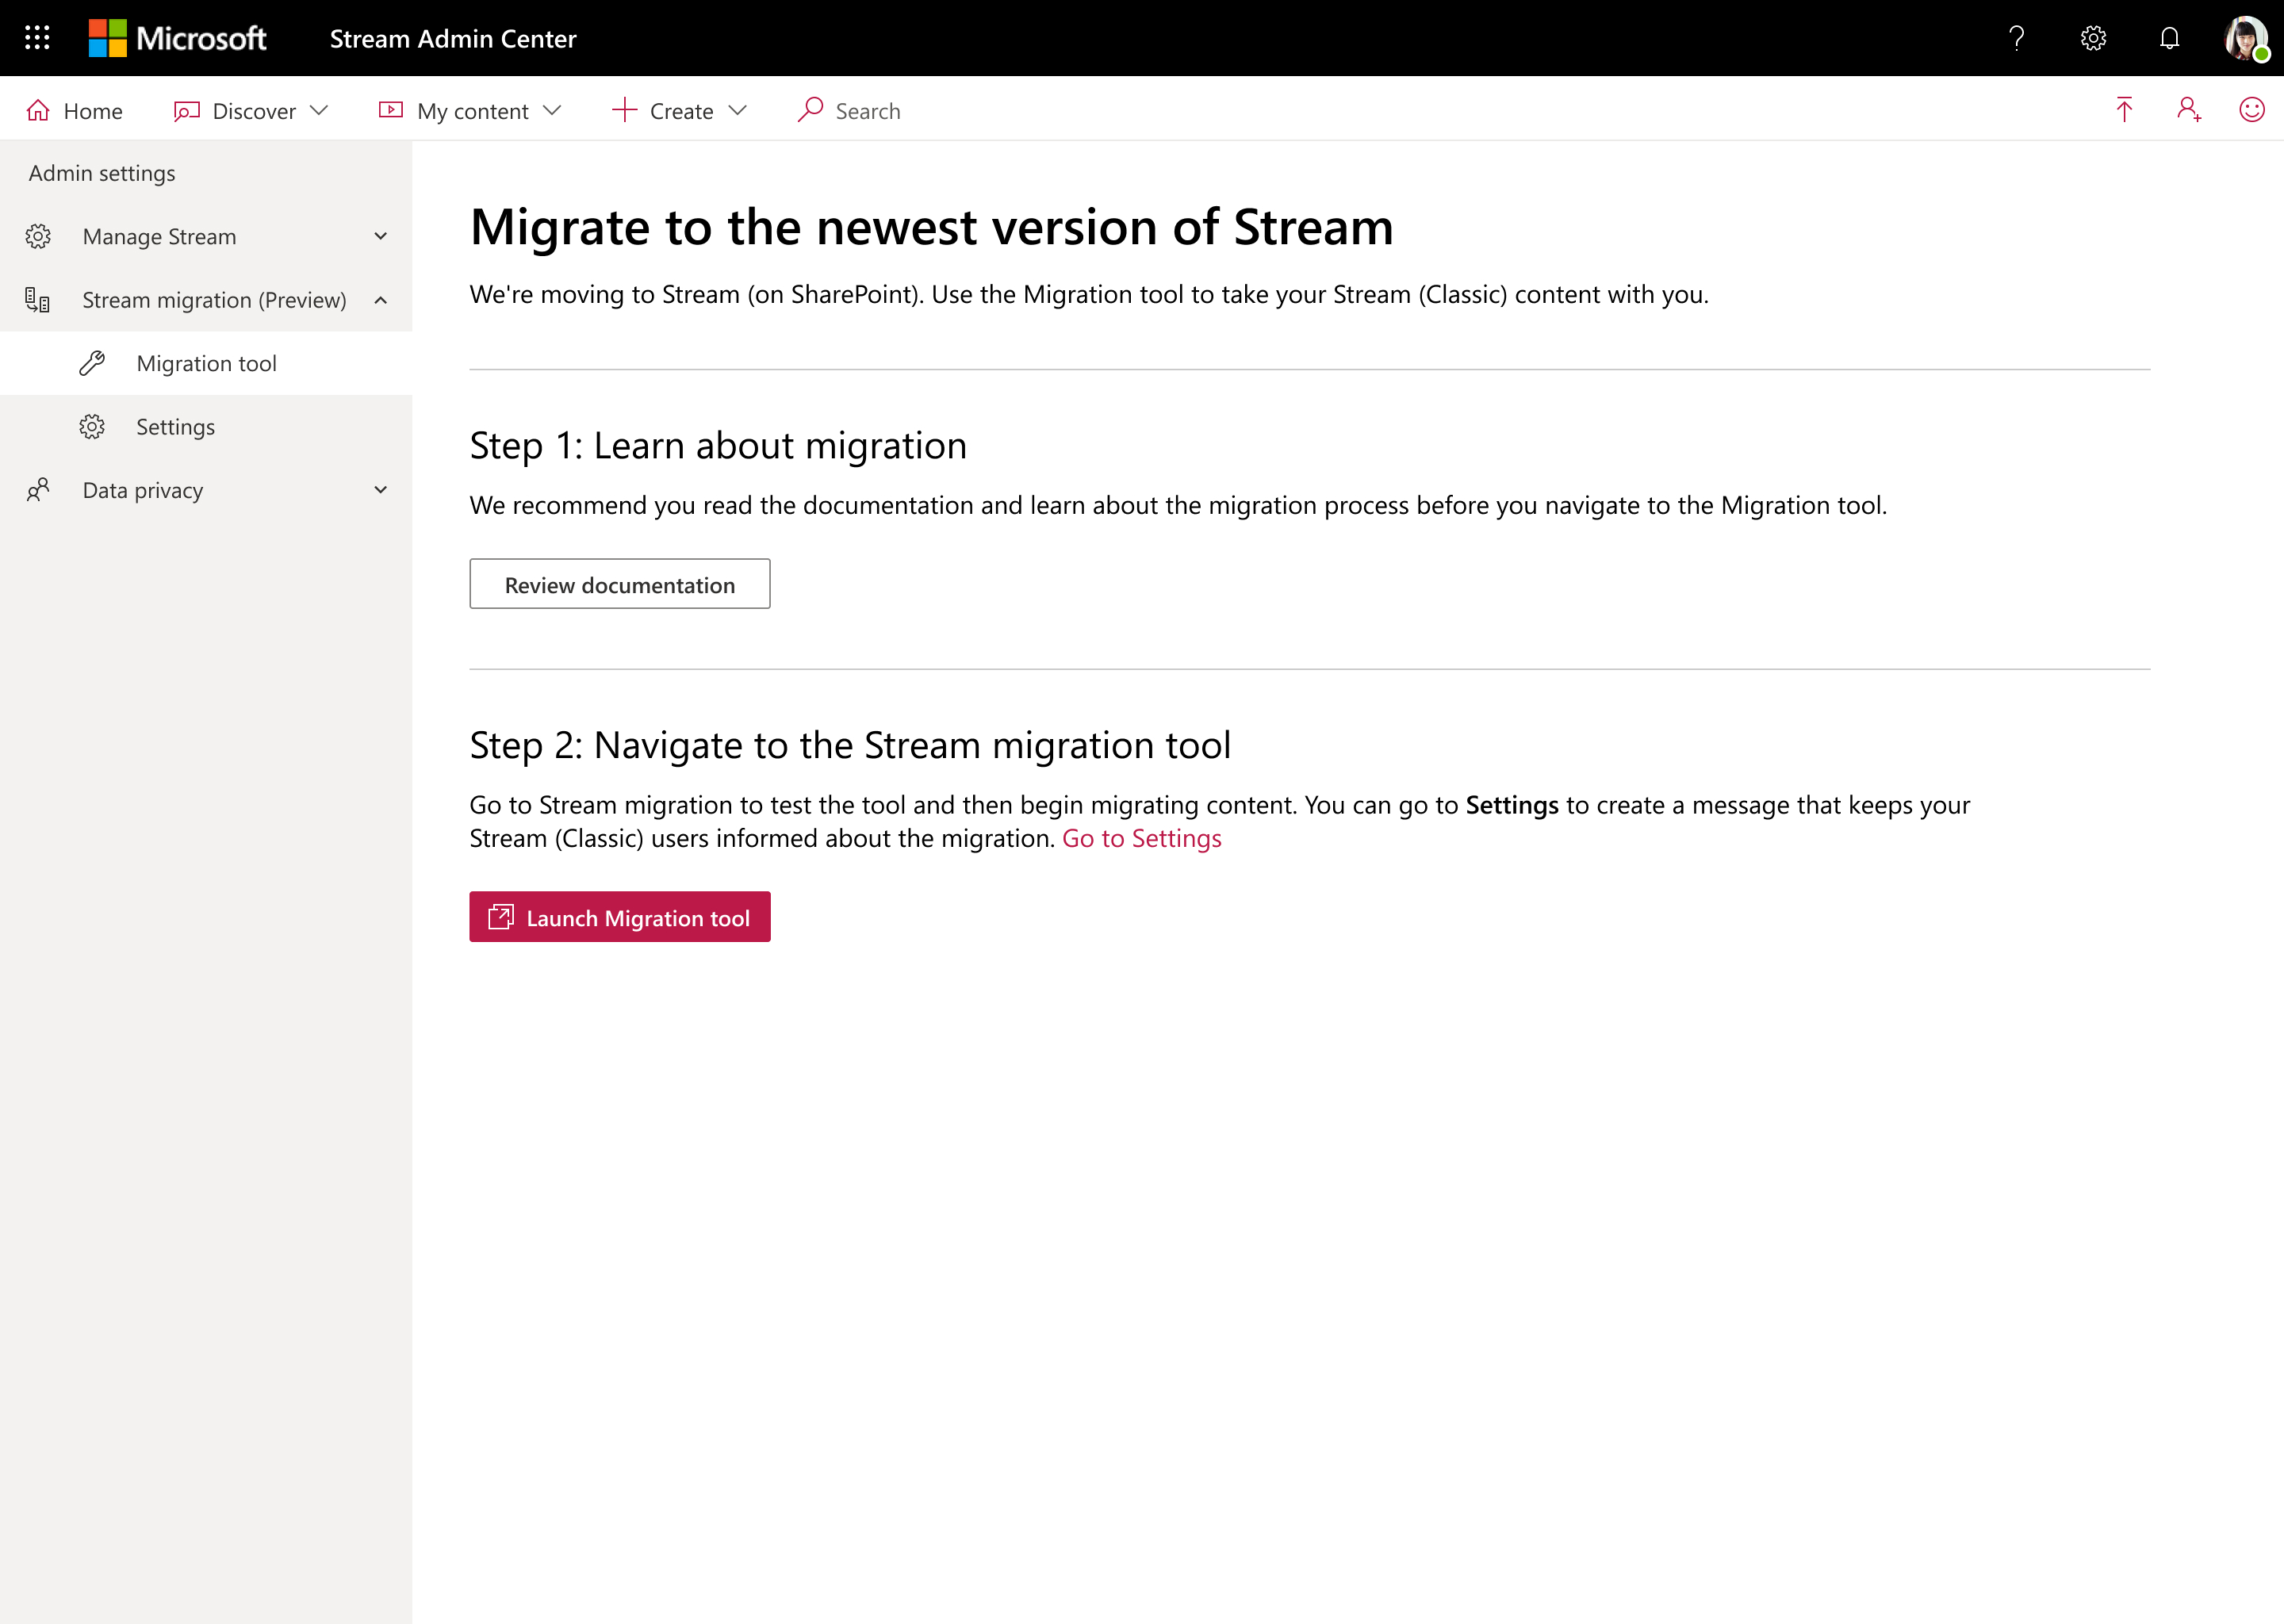 Microsoft
Stream Admin Center
Home
Discover
My content
Create
Search
Admin settings
Manage Stream
Stream migration (Preview)
Migration tool
Settings
Data privacy
Migrate to the newest version of Stream
We're moving to Stream (on SharePoint). Use the Migration tool to take your Stream (Classic) content with you.
Step 1: Learn about migration
We recommend you read the documentation and learn about the migration process before you navigate to the Migration tool.
Review documentation
Step 2: Navigate to the Stream migration tool
Go to Stream migration to test the tool and then begin migrating content. You can go to Settings to create a message that keeps your
Stream (Classic) users informed about the migration. Go to Settings
Launch Migration tool